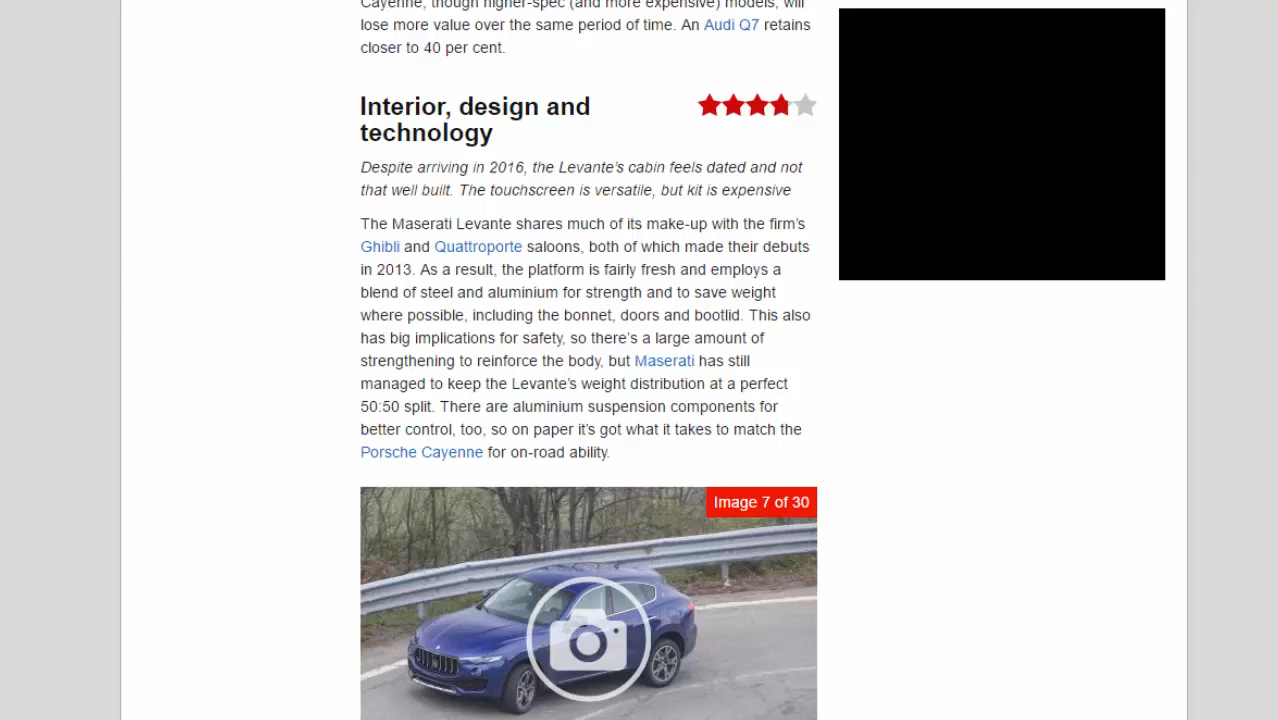 Cayenne, though higher-spec (and more expensive) models, will
lose more value over the same period of time. An Audi Q7 retains
closer to 40 per cent.
Interior, design and
technology
Despite arriving in 2016, the Levante's cabin feels dated and not
that well built. The touchscreen is versatile, but kit is expensive
The Maserati Levante shares much of its make-up with the firm's
Ghibli and Quattroporte saloons, both of which made their debuts
in 2013. As a result, the platform is fairly fresh and employs a
blend of steel and aluminium for strength and to save weight
where possible, including the bonnet, doors and bootlid. This also
has big implications for safety, so there's a large amount of
strengthening to reinforce the body, but Maserati has still
managed to keep the Levante's weight distribution at a perfect
50:50 split. There are aluminium suspension components for
better control, too, so on paper it's got what it takes to match the
Porsche Cayenne for on-road ability.
Image 7 of 30